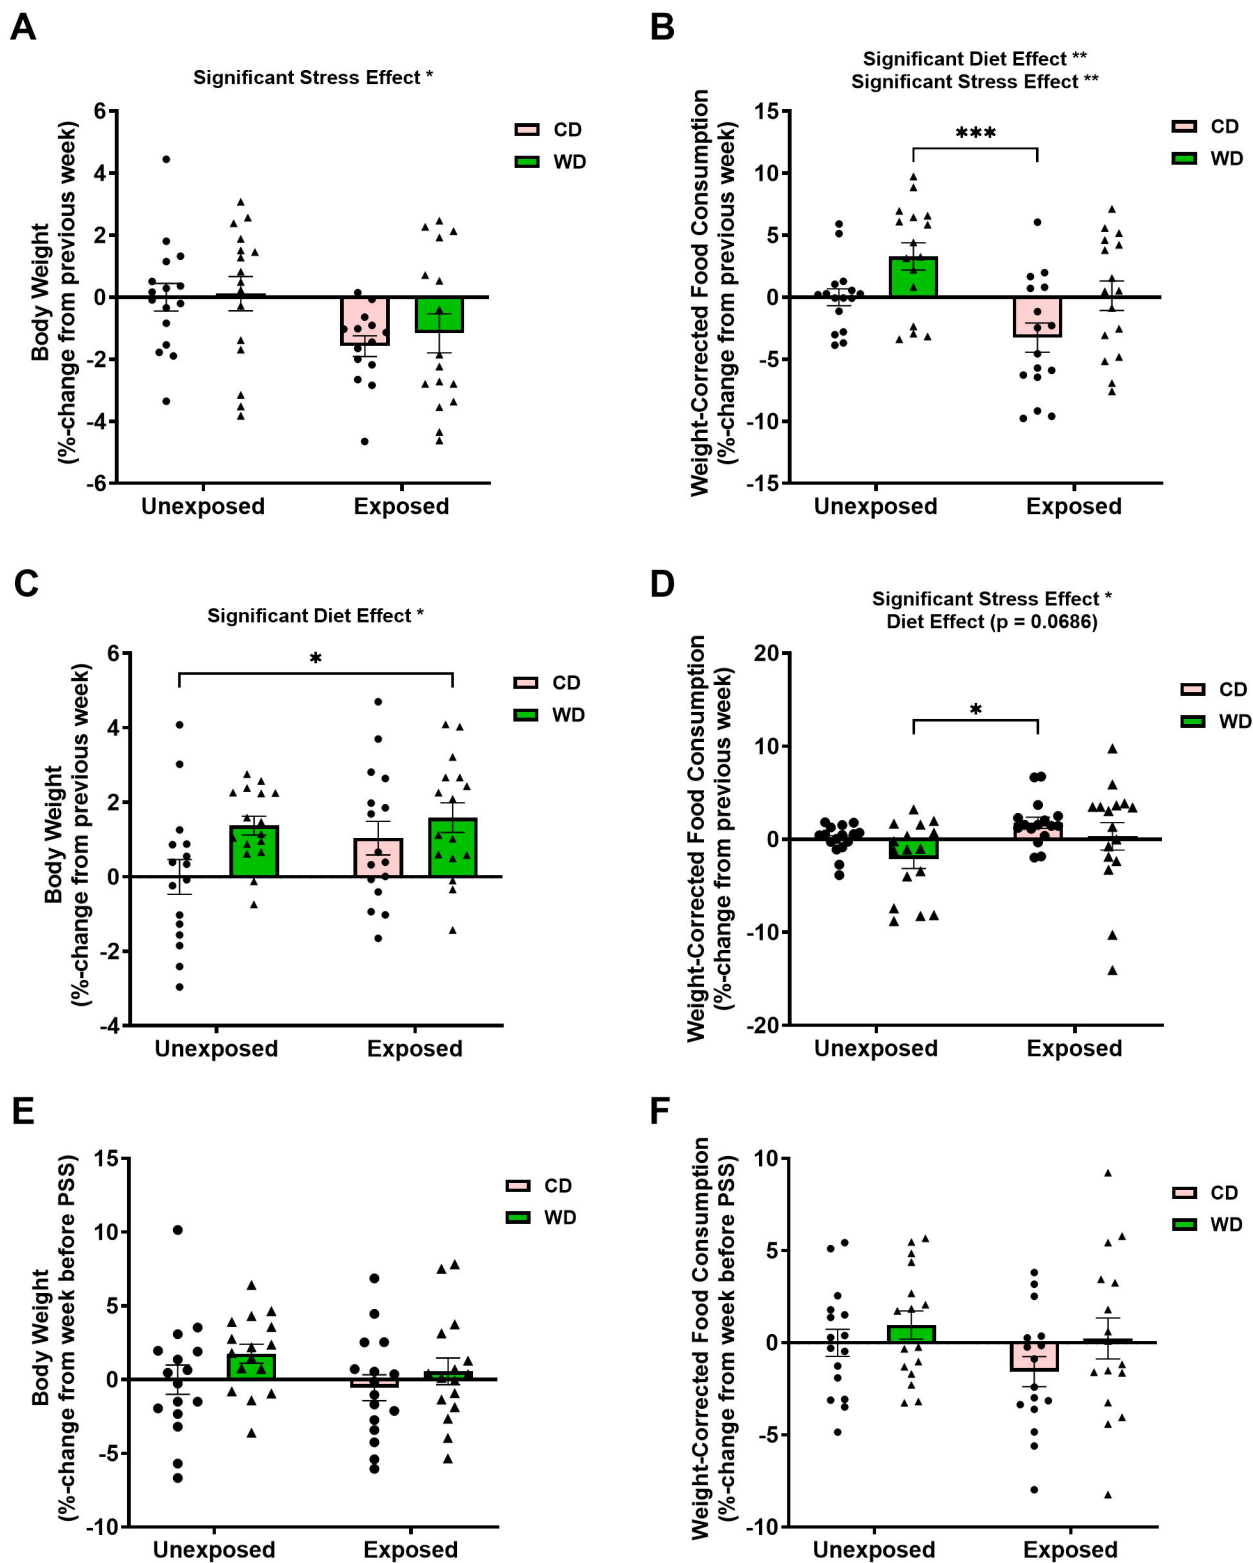 A
Significant Stress Effect *
Body Weight
(%-change from previous week)
6
4
2
0
-2
-4
-6
Unexposed
Exposed
CD
WD
B
Significant Diet Effect **
Significant Stress Effect **
Weight-Corrected Food Consumption
(%-change from previous week)
15
10
5
0
-5
-10
-15
***
Unexposed
Exposed
CD
WD
C
Significant Diet Effect *
Body Weight
(%-change from previous week)
6
4
2
0
-2
-4
*
Unexposed
Exposed
CD
WD
D
Significant Stress Effect *
Diet Effect (p = 0.0686)
Weight-Corrected Food Consumption
(%-change from previous week)
20
10
0
-10
-20
*
Unexposed
Exposed
CD
WD
E
Body Weight
(%-change from week before PSS)
15
10
5
0
-5
-10
Unexposed
Exposed
CD
WD
F
Weight-Corrected Food Consumption
(%-change from week before PSS)
10
5
0
-5
-10
Unexposed
Exposed
CD
WD